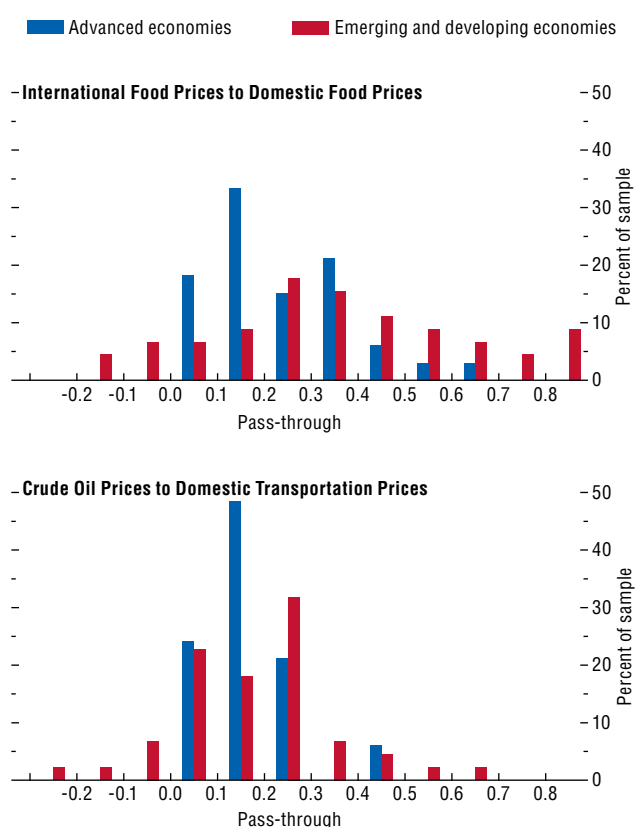 Advanced economies Emerging and developing economies
International Food Prices to Domestic Food Prices
50
40
30
20
10
0
Percent of sample
-0.2 -0.1 0.0 0.1 0.2 0.3 0.4 0.5 0.6 0.8
Pass-through
Crude Oil Prices to Domestic Transportation Prices
50
40
30
20
10
0
Percent of sample
-0.2 -0.1 0.0 0.1 0.2 0.3 0.4 0.5 0.6 0.8
Pass-through